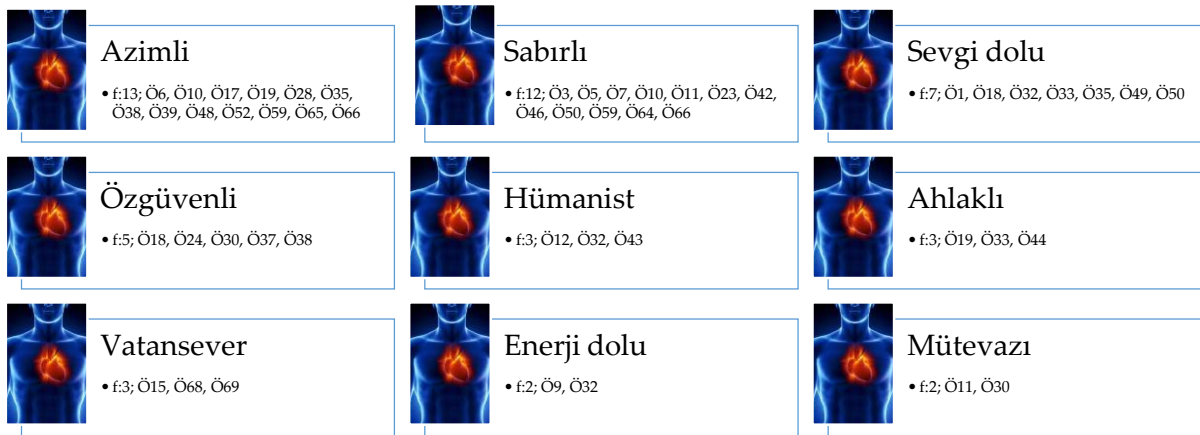 Azimli
• f:13; Ö6, Ö10, Ö17, Ö19, Ö28, Ö35,
Ö38, Ö39, Ö48, Ö52, Ö59, Ö65, Ö66
Sabırlı
• f:12; Ö3, Ö5, Ö7, Ö10, Ö11, Ö23, Ö42,
Ö46, Ö50, Ö59, Ö64, Ö66
Sevgi dolu
• f:7; Ö1, Ö18, Ö32, Ö33, Ö35, Ö49, Ö50
Özgüvenli
• f:5; Ö18, Ö24, Ö30, Ö37, Ö38
Hümanist
• f:3; Ö12, Ö32, Ö43
Ahlaklı
• f:3; Ö19, Ö33, Ö44
Vatansever
• f:3; Ö15, Ö68, Ö69
Enerji dolu
• f:2; Ö9, Ö32
Mütevazı
• f:2; Ö11, Ö30